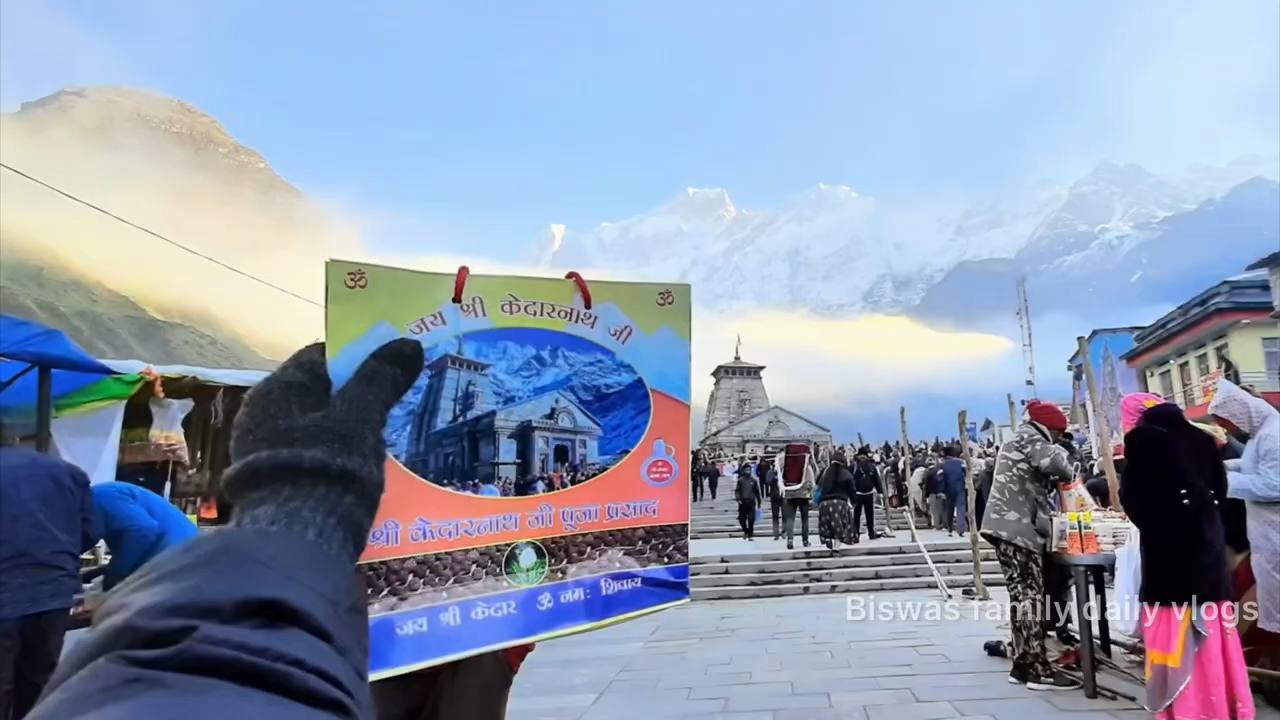 ॐ
ॐ
जय श्री केदारनाथ जी
श्री केदारनाथ जी पूजा प्रसाद
जय श्री केदार ॐ नमः शिवाय
Biswas family daily vlogs